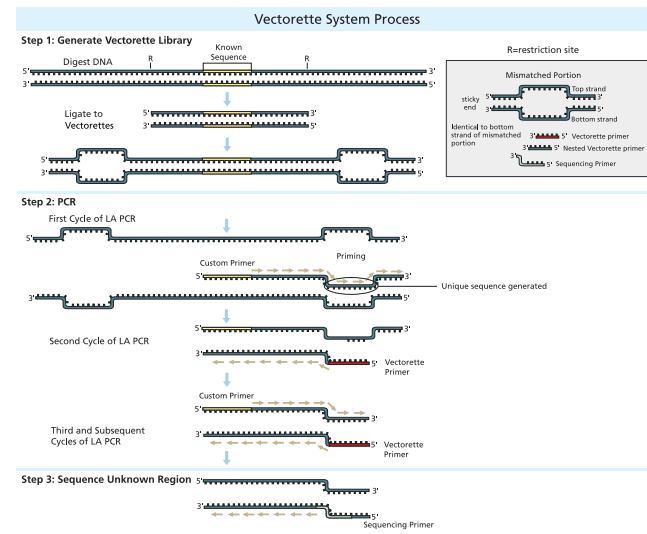 Vectorette System Process
Step 1: Generate Vectorette Library
Known
Sequence
Digest DNA
R
R
5'
3'
3'
5'
Ligate to
Vectorettes
5'
3'
3'
5'
5'
3'
3'
5'
R=restriction site
Mismatched Portion
Top strand
5'
3'
sticky
end
3'
5'
Bottom strand
Identical to bottom
strand of mismatched
portion
3'
5' Vectorette primer
3'
5' Nested Vectorette primer
3'
5' Sequencing Primer
Step 2: PCR
First Cycle of LA PCR
5'
3'
Custom Primer
Priming
5'
3'
Unique sequence generated
3'
5'
Second Cycle of LA PCR
5'
3'
3'
5' Vectorette
Primer
Custom Primer
5'
3'
Third and Subsequent
Cycles of LA PCR
3'
5' Vectorette
Primer
Step 3: Sequence Unknown Region
5'
3'
3'
5'
Sequencing Primer